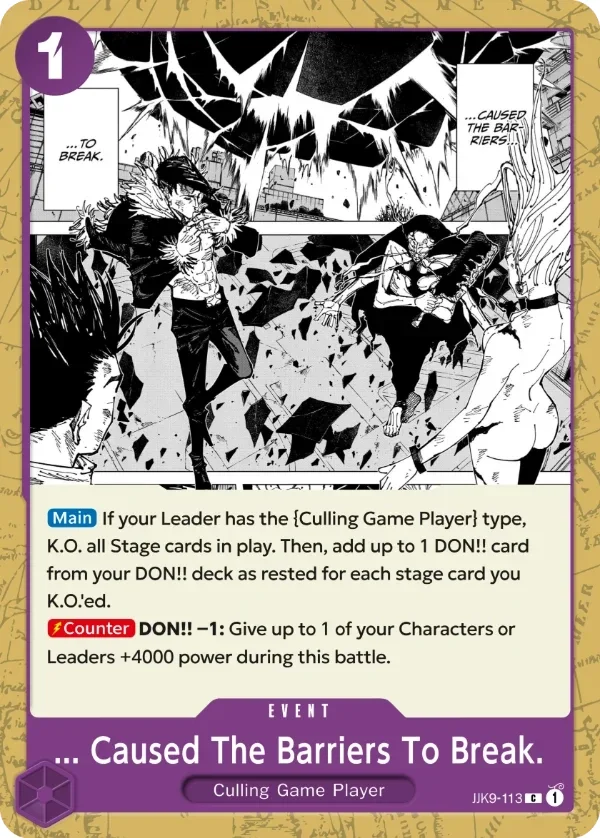 DLICHES EISMEER
1
...TO
BREAK.
...CAUSED
THE BAR-
RIERS...
Main If your Leader has the {Culling Game Player} type,
K.O. all Stage cards in play. Then, add up to 1 DON!! card
from your DON!! deck as rested for each stage card you
K.O.'ed.
Counter DON!! −1: Give up to 1 of your Characters or
Leaders +4000 power during this battle.
EVENT
... Caused The Barriers To Break.
Culling Game Player
JJK9-113 C 1